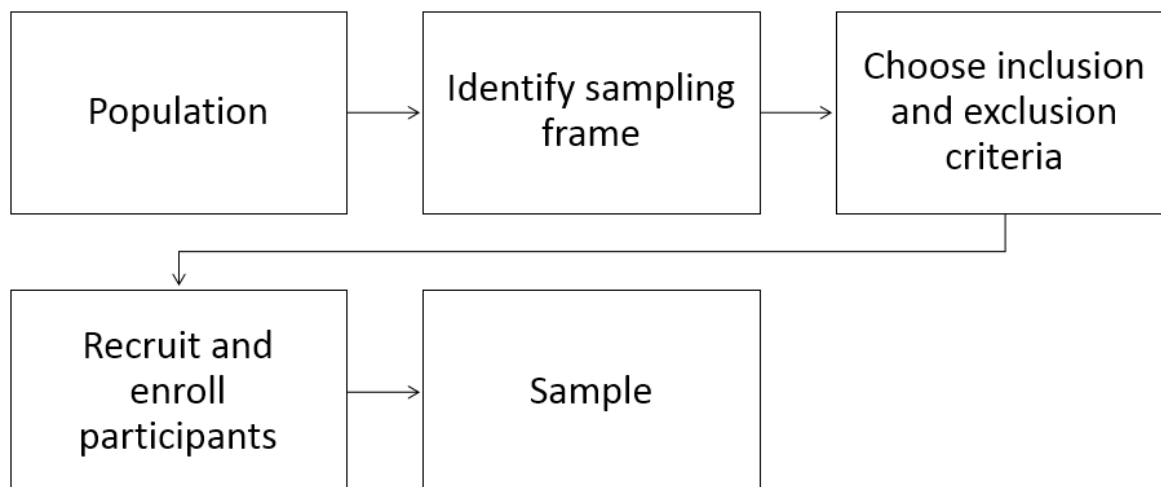 Population
Identify sampling
frame
Choose inclusion
and exclusion
criteria
Recruit and
enroll
participants
Sample